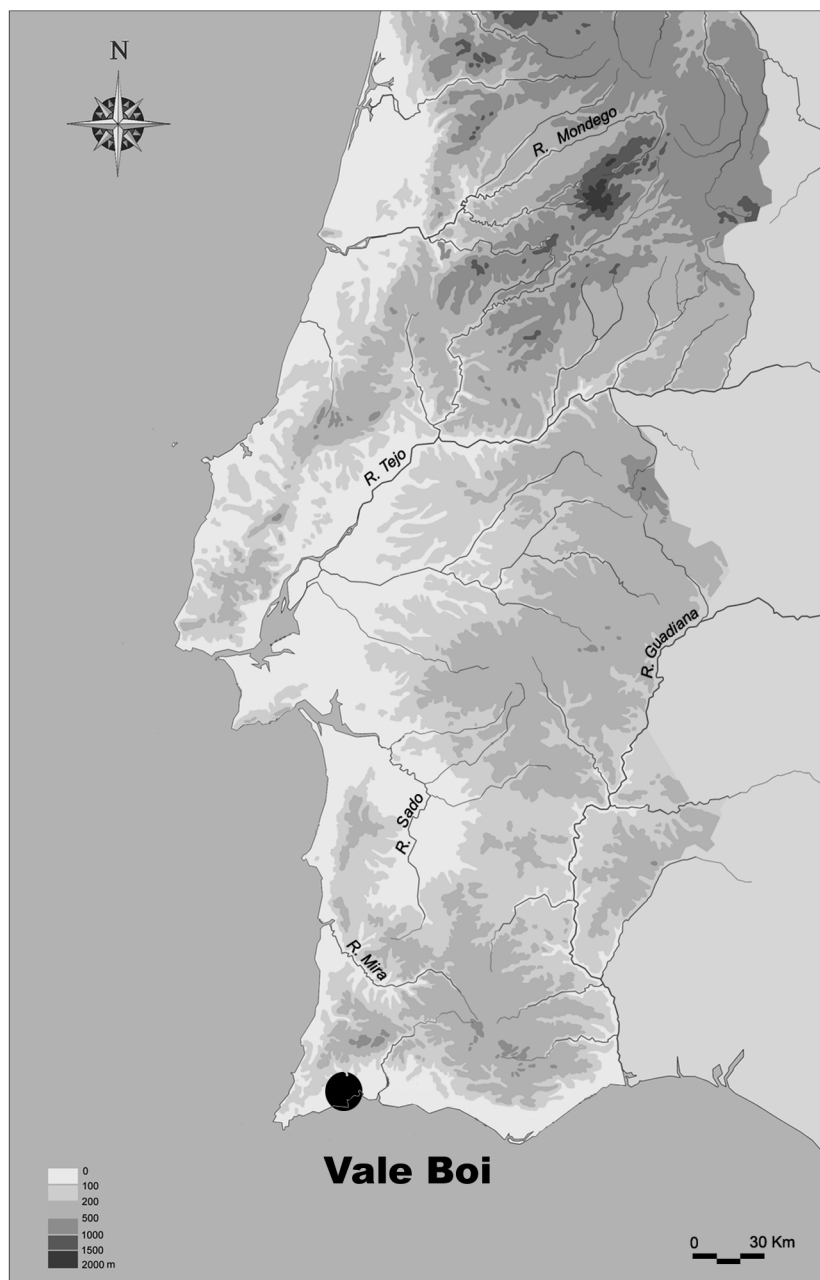 N
R. Mondego
R. Tejo
R. Guadiana
R. Sado
R. Mira
Vale Boi
0
100
200
500
1000
1500
2000 m
0 30 Km